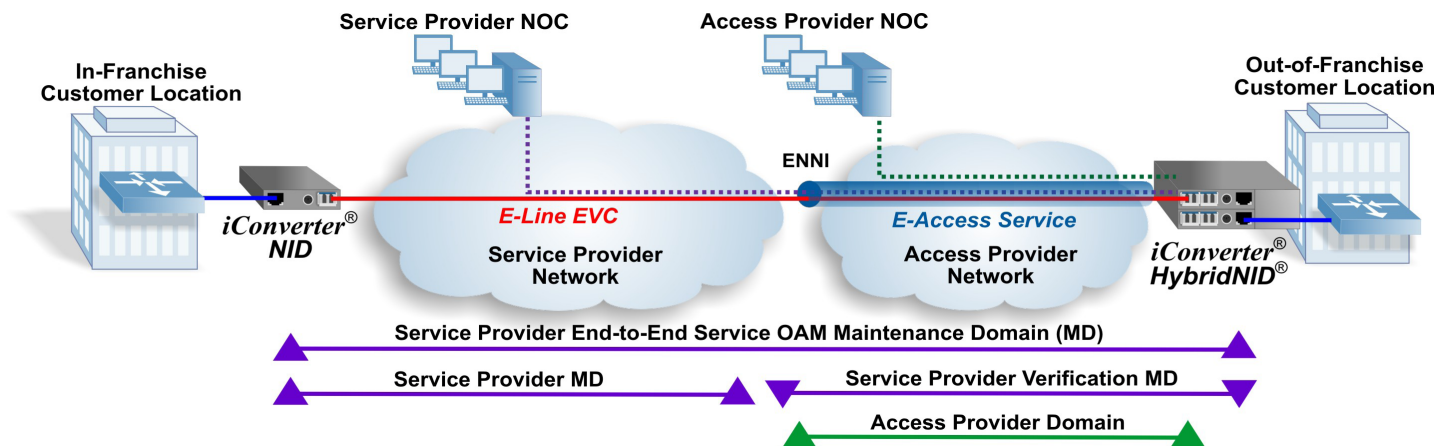 Service Provider NOC
Access Provider NOC
In-Franchise
Customer Location
Out-of-Franchise
Customer Location
ENNI
iConverter®
NID
E-Line EVC
Service Provider
Network
E-Access Service
Access Provider
Network
iConverter®
HybridNID®
Service Provider End-to-End Service OAM Maintenance Domain (MD)
Service Provider MD
Service Provider Verification MD
Access Provider Domain